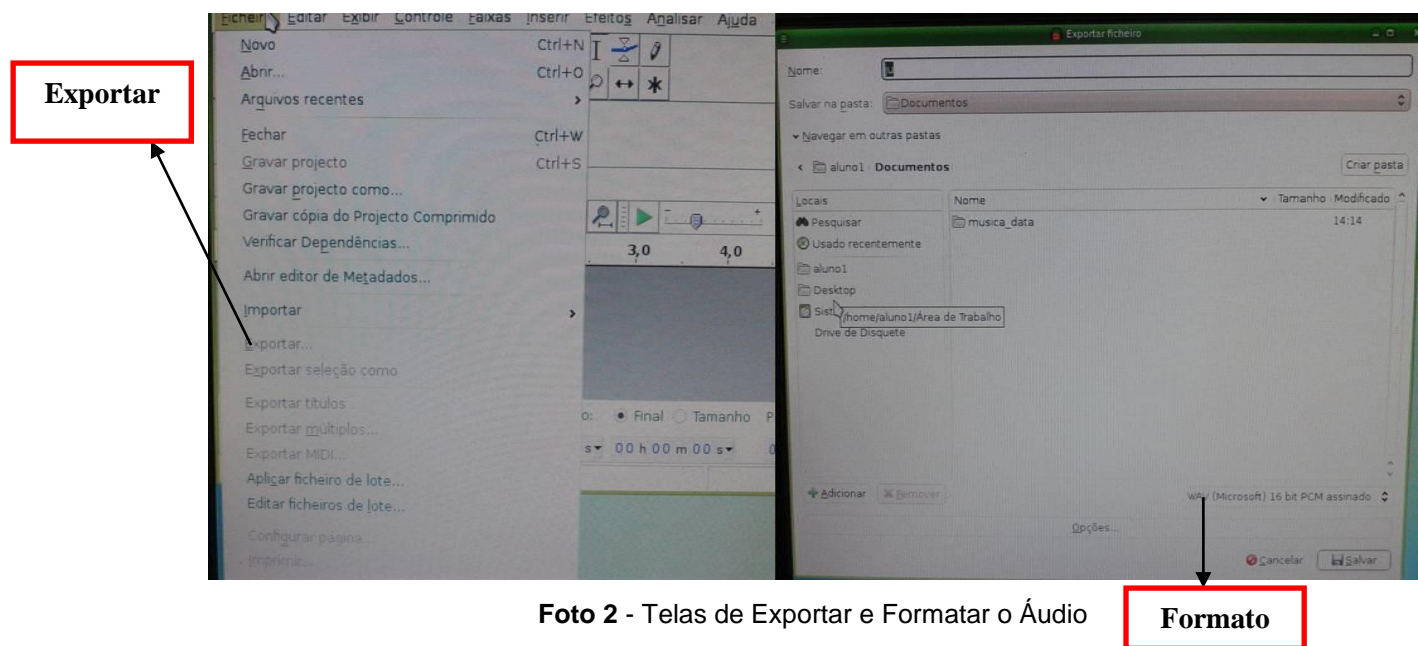 Exportar
Ficheiro Editar Exibir Controle Faixas Inserir Efeitos Analisar Ajuda
Novo Ctrl+N
Abrir... Ctrl+O
Arquivos recentes
Fechar Ctrl+W
Gravar projecto Ctrl+S
Gravar projecto como...
Gravar cópia do Projecto Comprimido
Verificar Dependências...
Abrir editor de Metadados...
Importar
Exportar...
Exportar seleção como
Exportar títulos
Exportar múltiplos...
Exportar MIDI...
Aplicar ficheiro de lote...
Editar ficheiros de lote...
Configurar página...
Imprimir...
3,0 4,0
Final Tamanho P
s 00 h 00 m 00 s 0
Exportar ficheiro
Nome:
Salvar na pasta: Documentos
Navegar em outras pastas
aluno1 Documentos Criar pasta
Locais Nome Tamanho Modificado
Pesquisar musica_data 14:14
Usado recentemente
aluno1
Desktop
/home/aluno1/Área de Trabalho
Drive de Disquete
Adicionar Remover WAV (Microsoft) 16 bit PCM assinado
Opções...
Cancelar Salvar
Foto 2 - Telas de Exportar e Formatar o Áudio
Formato